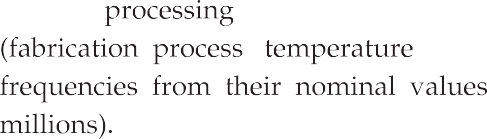 processing
(fabrication process temperature
frequencies from their nominal values
millions).